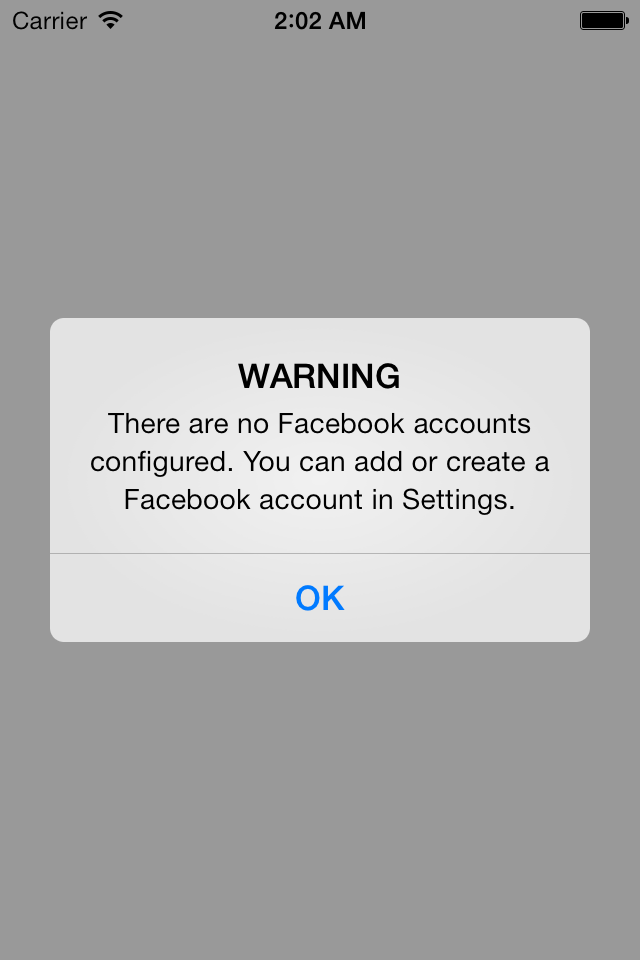 Carrier 2:02 AM
WARNING
There are no Facebook accounts
configured. You can add or create a
Facebook account in Settings.
OK